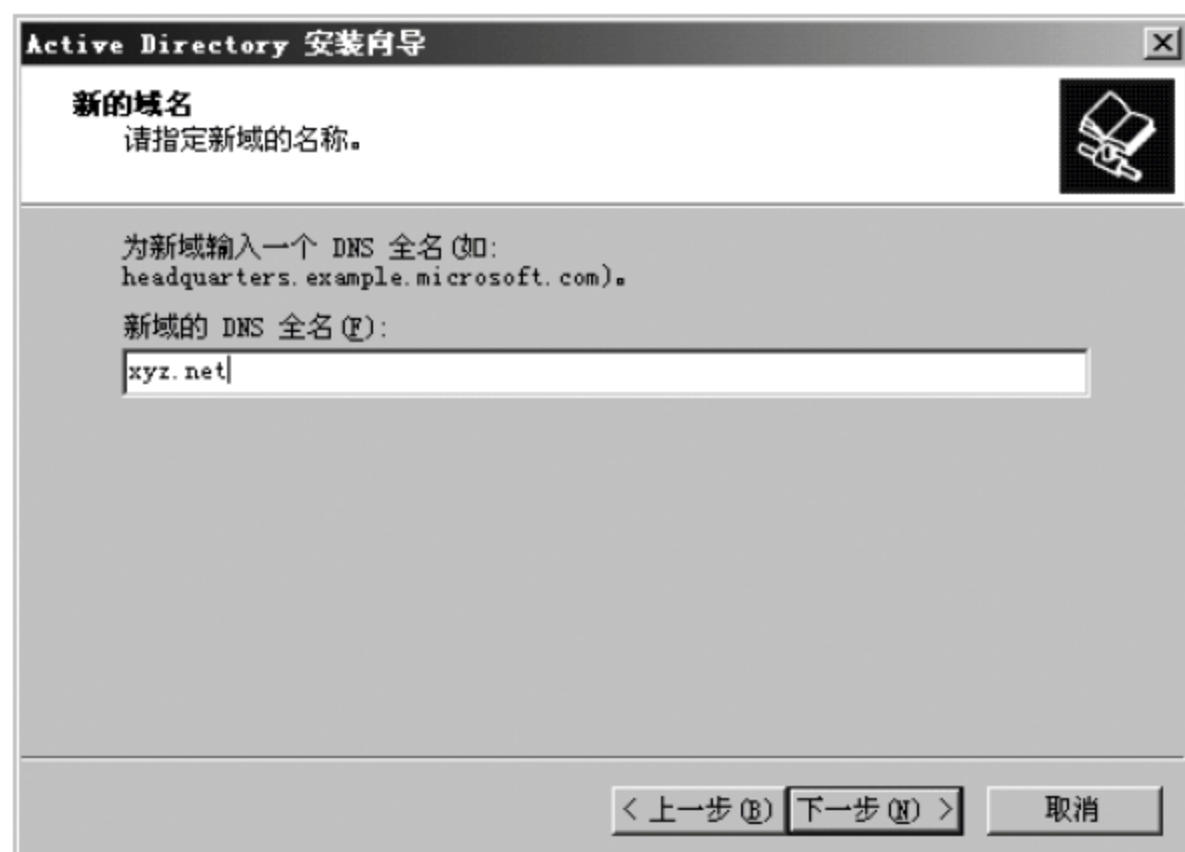 Active Directory 安装向导
新的域名
请指定新域的名称。
为新域输入一个 DNS 全名(如:
headquarters.example.microsoft.com)。
新域的 DNS 全名(F):
xyz.net
< 上一步(B) 下一步(N) > 取消